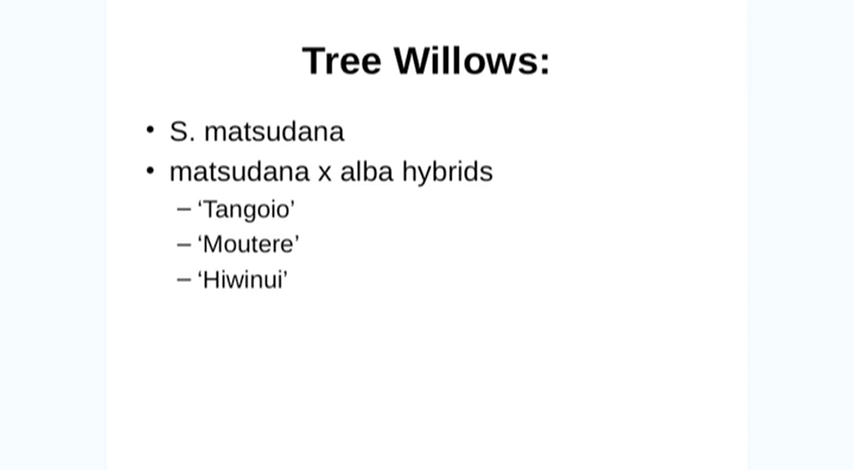 Tree Willows:
• S. matsudana
• matsudana x alba hybrids
– ‘Tangoio’
– ‘Moutere’
– ‘Hiwinui’